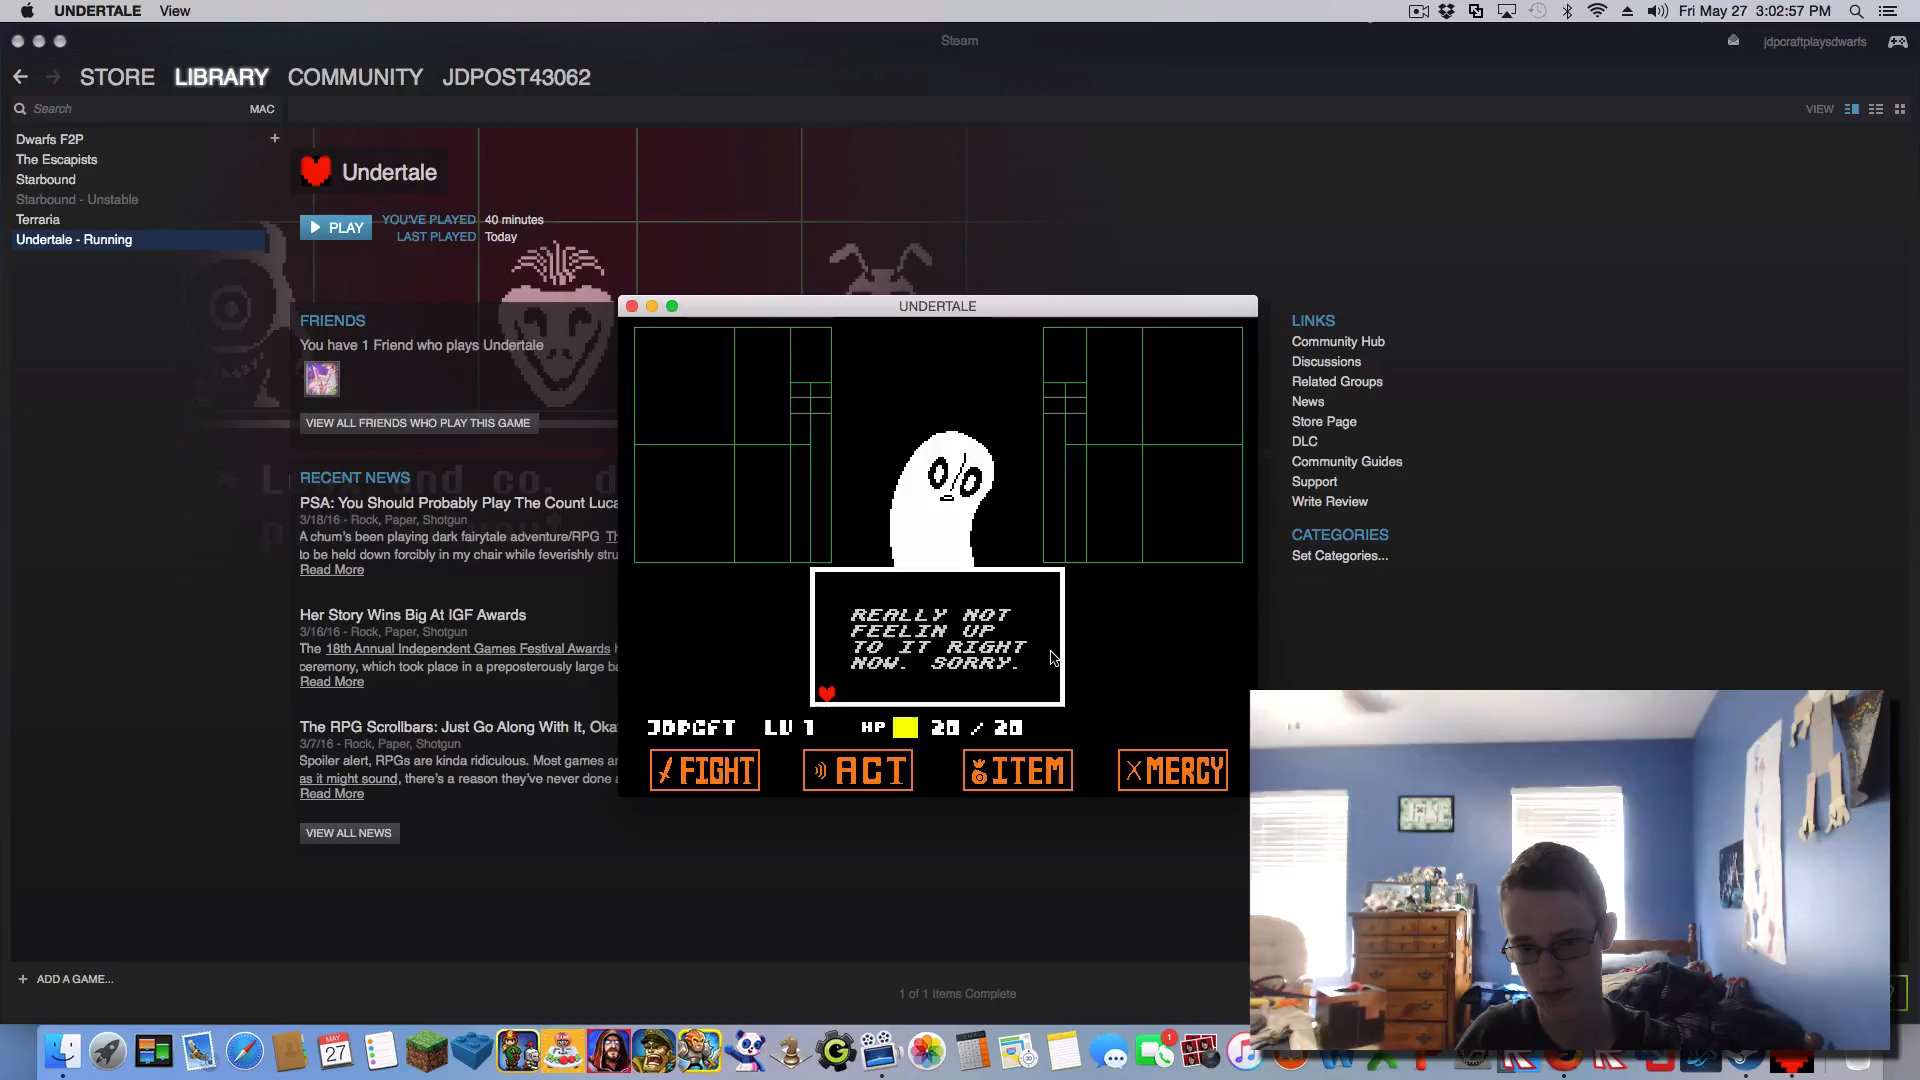 UNDERTALE View
Fri May 27 3:02:57 PM
Steam
jdpcraftplaysdwarfs
STORE LIBRARY COMMUNITY JDPOST43062
Search MAC
VIEW
Dwarfs F2P
The Escapists
Starbound
Starbound - Unstable
Terraria
Undertale - Running
Undertale
PLAY
YOU'VE PLAYED 40 minutes
LAST PLAYED Today
FRIENDS
You have 1 Friend who plays Undertale
VIEW ALL FRIENDS WHO PLAY THIS GAME
RECENT NEWS
PSA: You Should Probably Play The Count Luca
3/18/16 - Rock, Paper, Shotgun
A chum's been playing dark fairytale adventure/RPG Th
to be held down forcibly in my chair while feverishly stru
Read More
Her Story Wins Big At IGF Awards
3/16/16 - Rock, Paper, Shotgun
The 18th Annual Independent Games Festival Awards h
ceremony, which took place in a preposterously large ba
Read More
The RPG Scrollbars: Just Go Along With It, Oka
3/7/16 - Rock, Paper, Shotgun
Spoiler alert, RPGs are kinda ridiculous. Most games a
as it might sound, there's a reason they've never done a
Read More
VIEW ALL NEWS
UNDERTALE
REALLY NOT
FEELIN UP
TO IT RIGHT
NOW. SORRY.
JDPCFT LV 1 HP 20 / 20
FIGHT ACT ITEM MERCY
LINKS
Community Hub
Discussions
Related Groups
News
Store Page
DLC
Community Guides
Support
Write Review
CATEGORIES
Set Categories...
+ ADD A GAME...
1 of 1 Items Complete
MAY
27
1